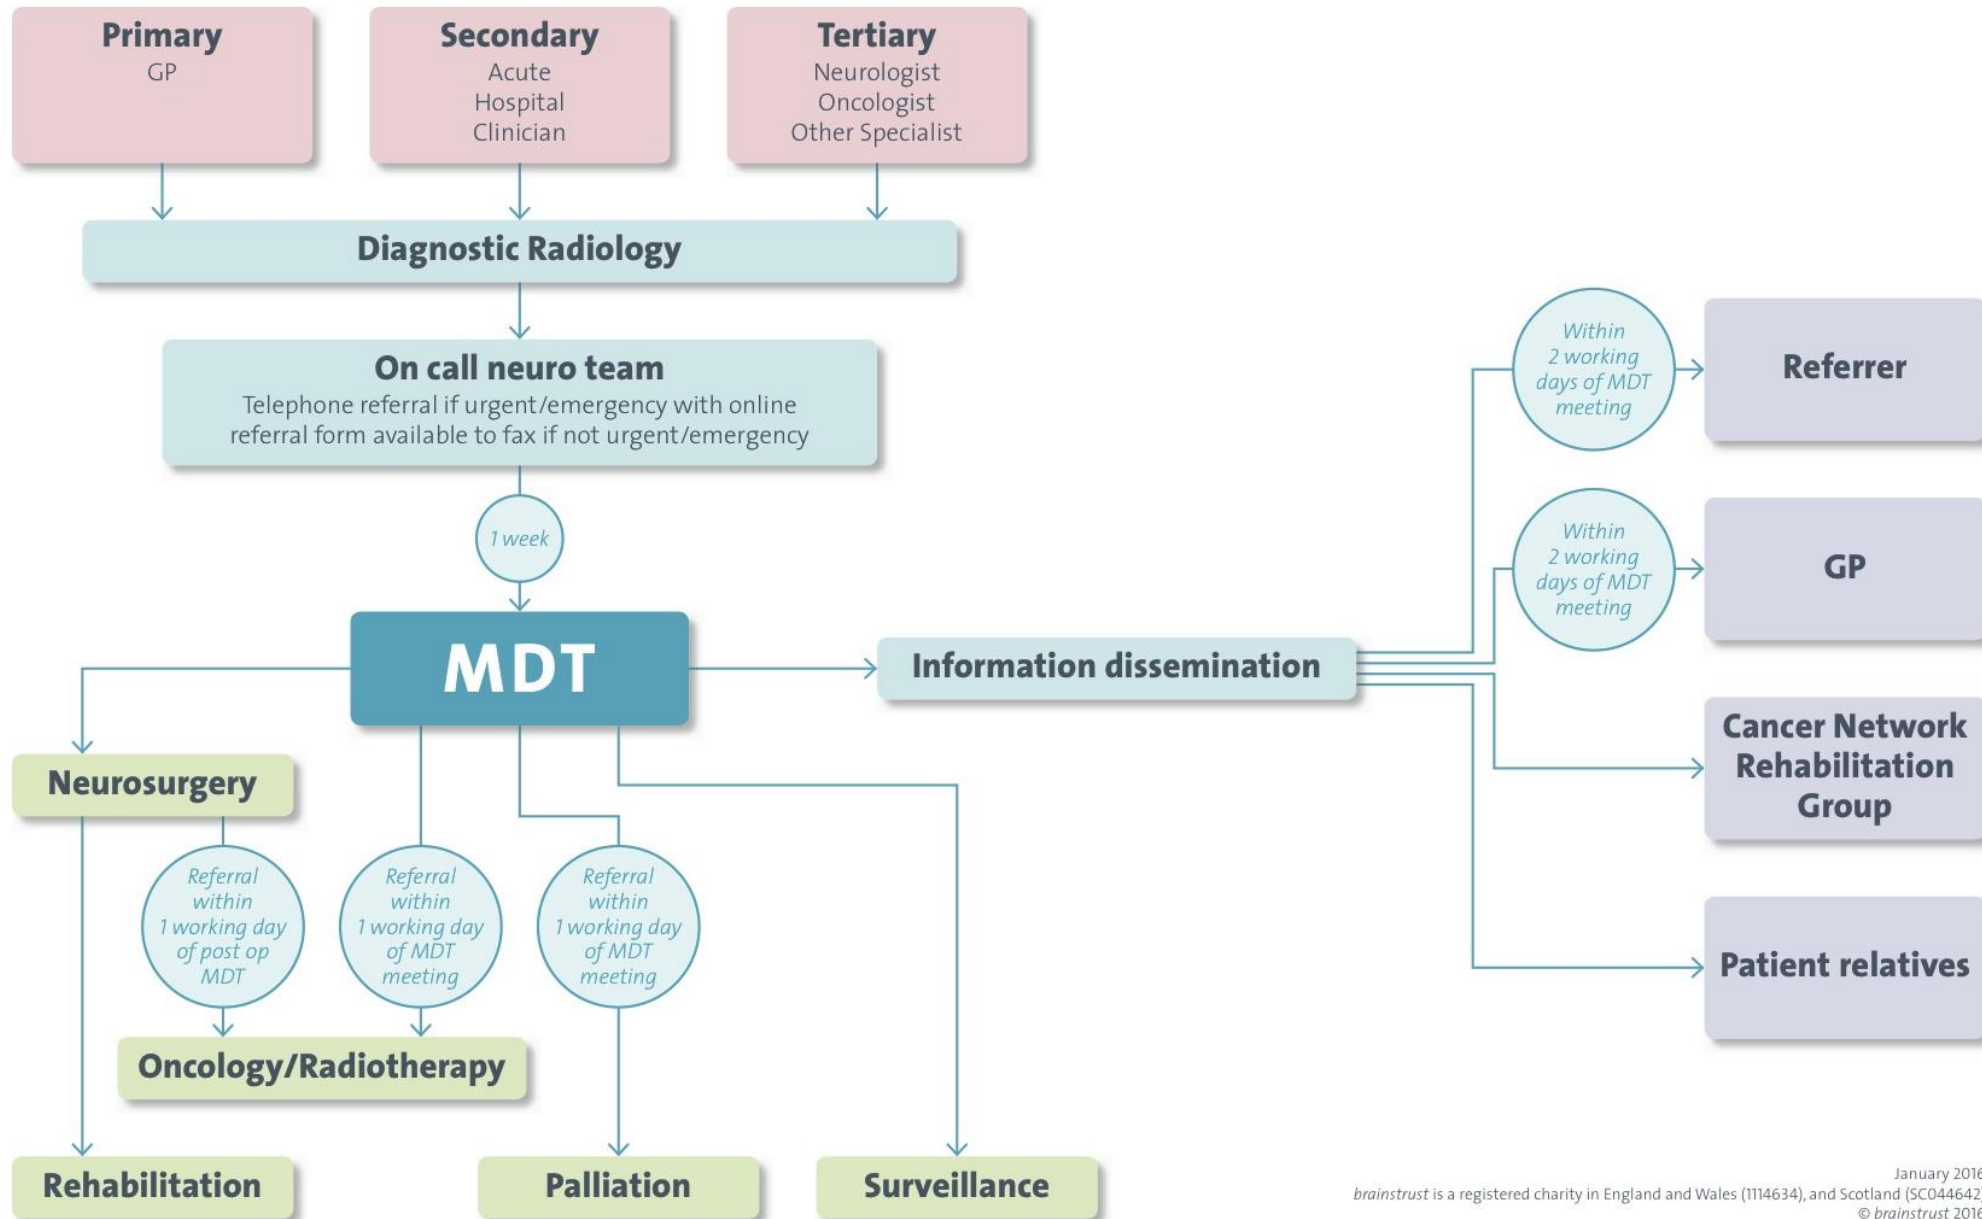 Primary
GP
Secondary
Acute
Hospital
Clinician
Tertiary
Neurologist
Oncologist
Other Specialist
Diagnostic Radiology
On call neuro team
Telephone referral if urgent/emergency with online
referral form available to fax if not urgent/emergency
1 week
MDT
Information dissemination
Within
2 working
days of MDT
meeting
Referrer
Within
2 working
days of MDT
meeting
GP
Cancer Network
Rehabilitation
Group
Patient relatives
Neurosurgery
Referral
within
1 working day
of post op
MDT
Referral
within
1 working day
of MDT
meeting
Referral
within
1 working day
of MDT
meeting
Oncology/Radiotherapy
Rehabilitation
Palliation
Surveillance
January 2016
brainstrust is a registered charity in England and Wales (1114634), and Scotland (SC044642)
© brainstrust 2016